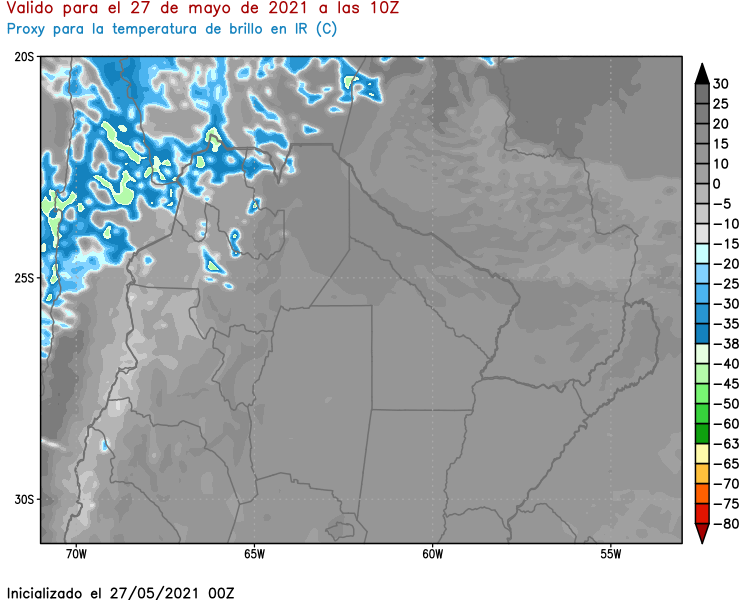 Valido para el 27 de mayo de 2021 a las 10Z
Proxy para la temperatura de brillo en IR (C)
20S
25S
30S
70W
65W
60W
55W
30
25
20
15
10
0
−5
−10
−15
−20
−25
−30
−35
−38
−40
−45
−50
−60
−63
−65
−70
−75
−80
Inicializado el 27/05/2021 00Z